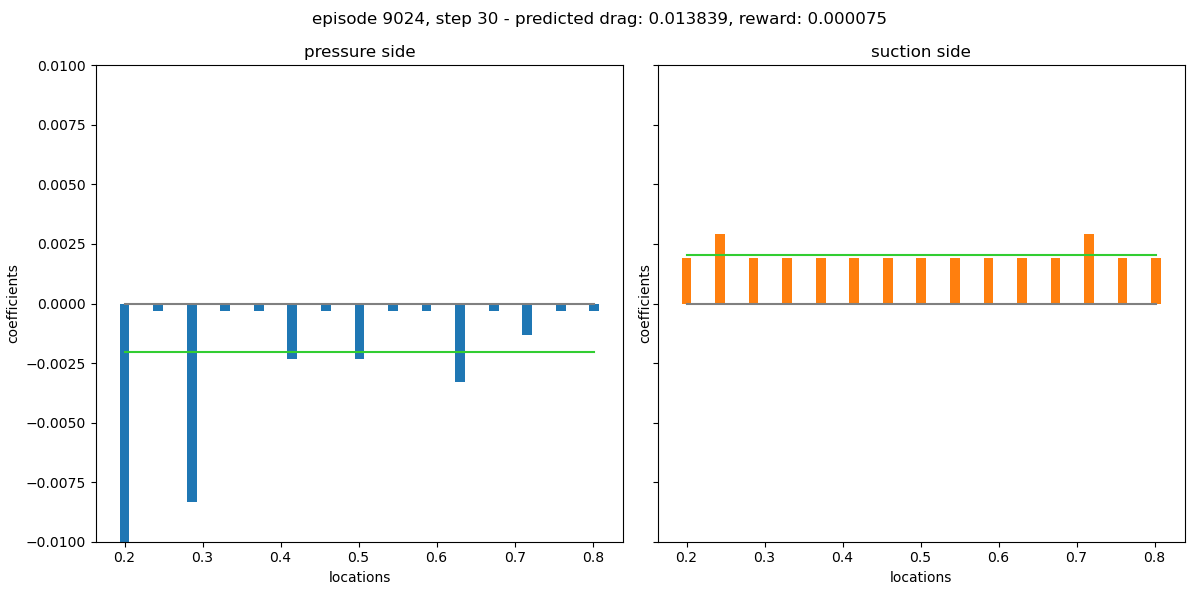 episode 9024, step 30 - predicted drag: 0.013839, reward: 0.000075
pressure side
suction side
0.0100
0.0075
0.0050
0.0025
0.0000
−0.0025
−0.0050
−0.0075
−0.0100
coefficients
coefficients
0.2 0.3 0.4 0.5 0.6 0.7 0.8
0.2 0.3 0.4 0.5 0.6 0.7 0.8
locations
locations